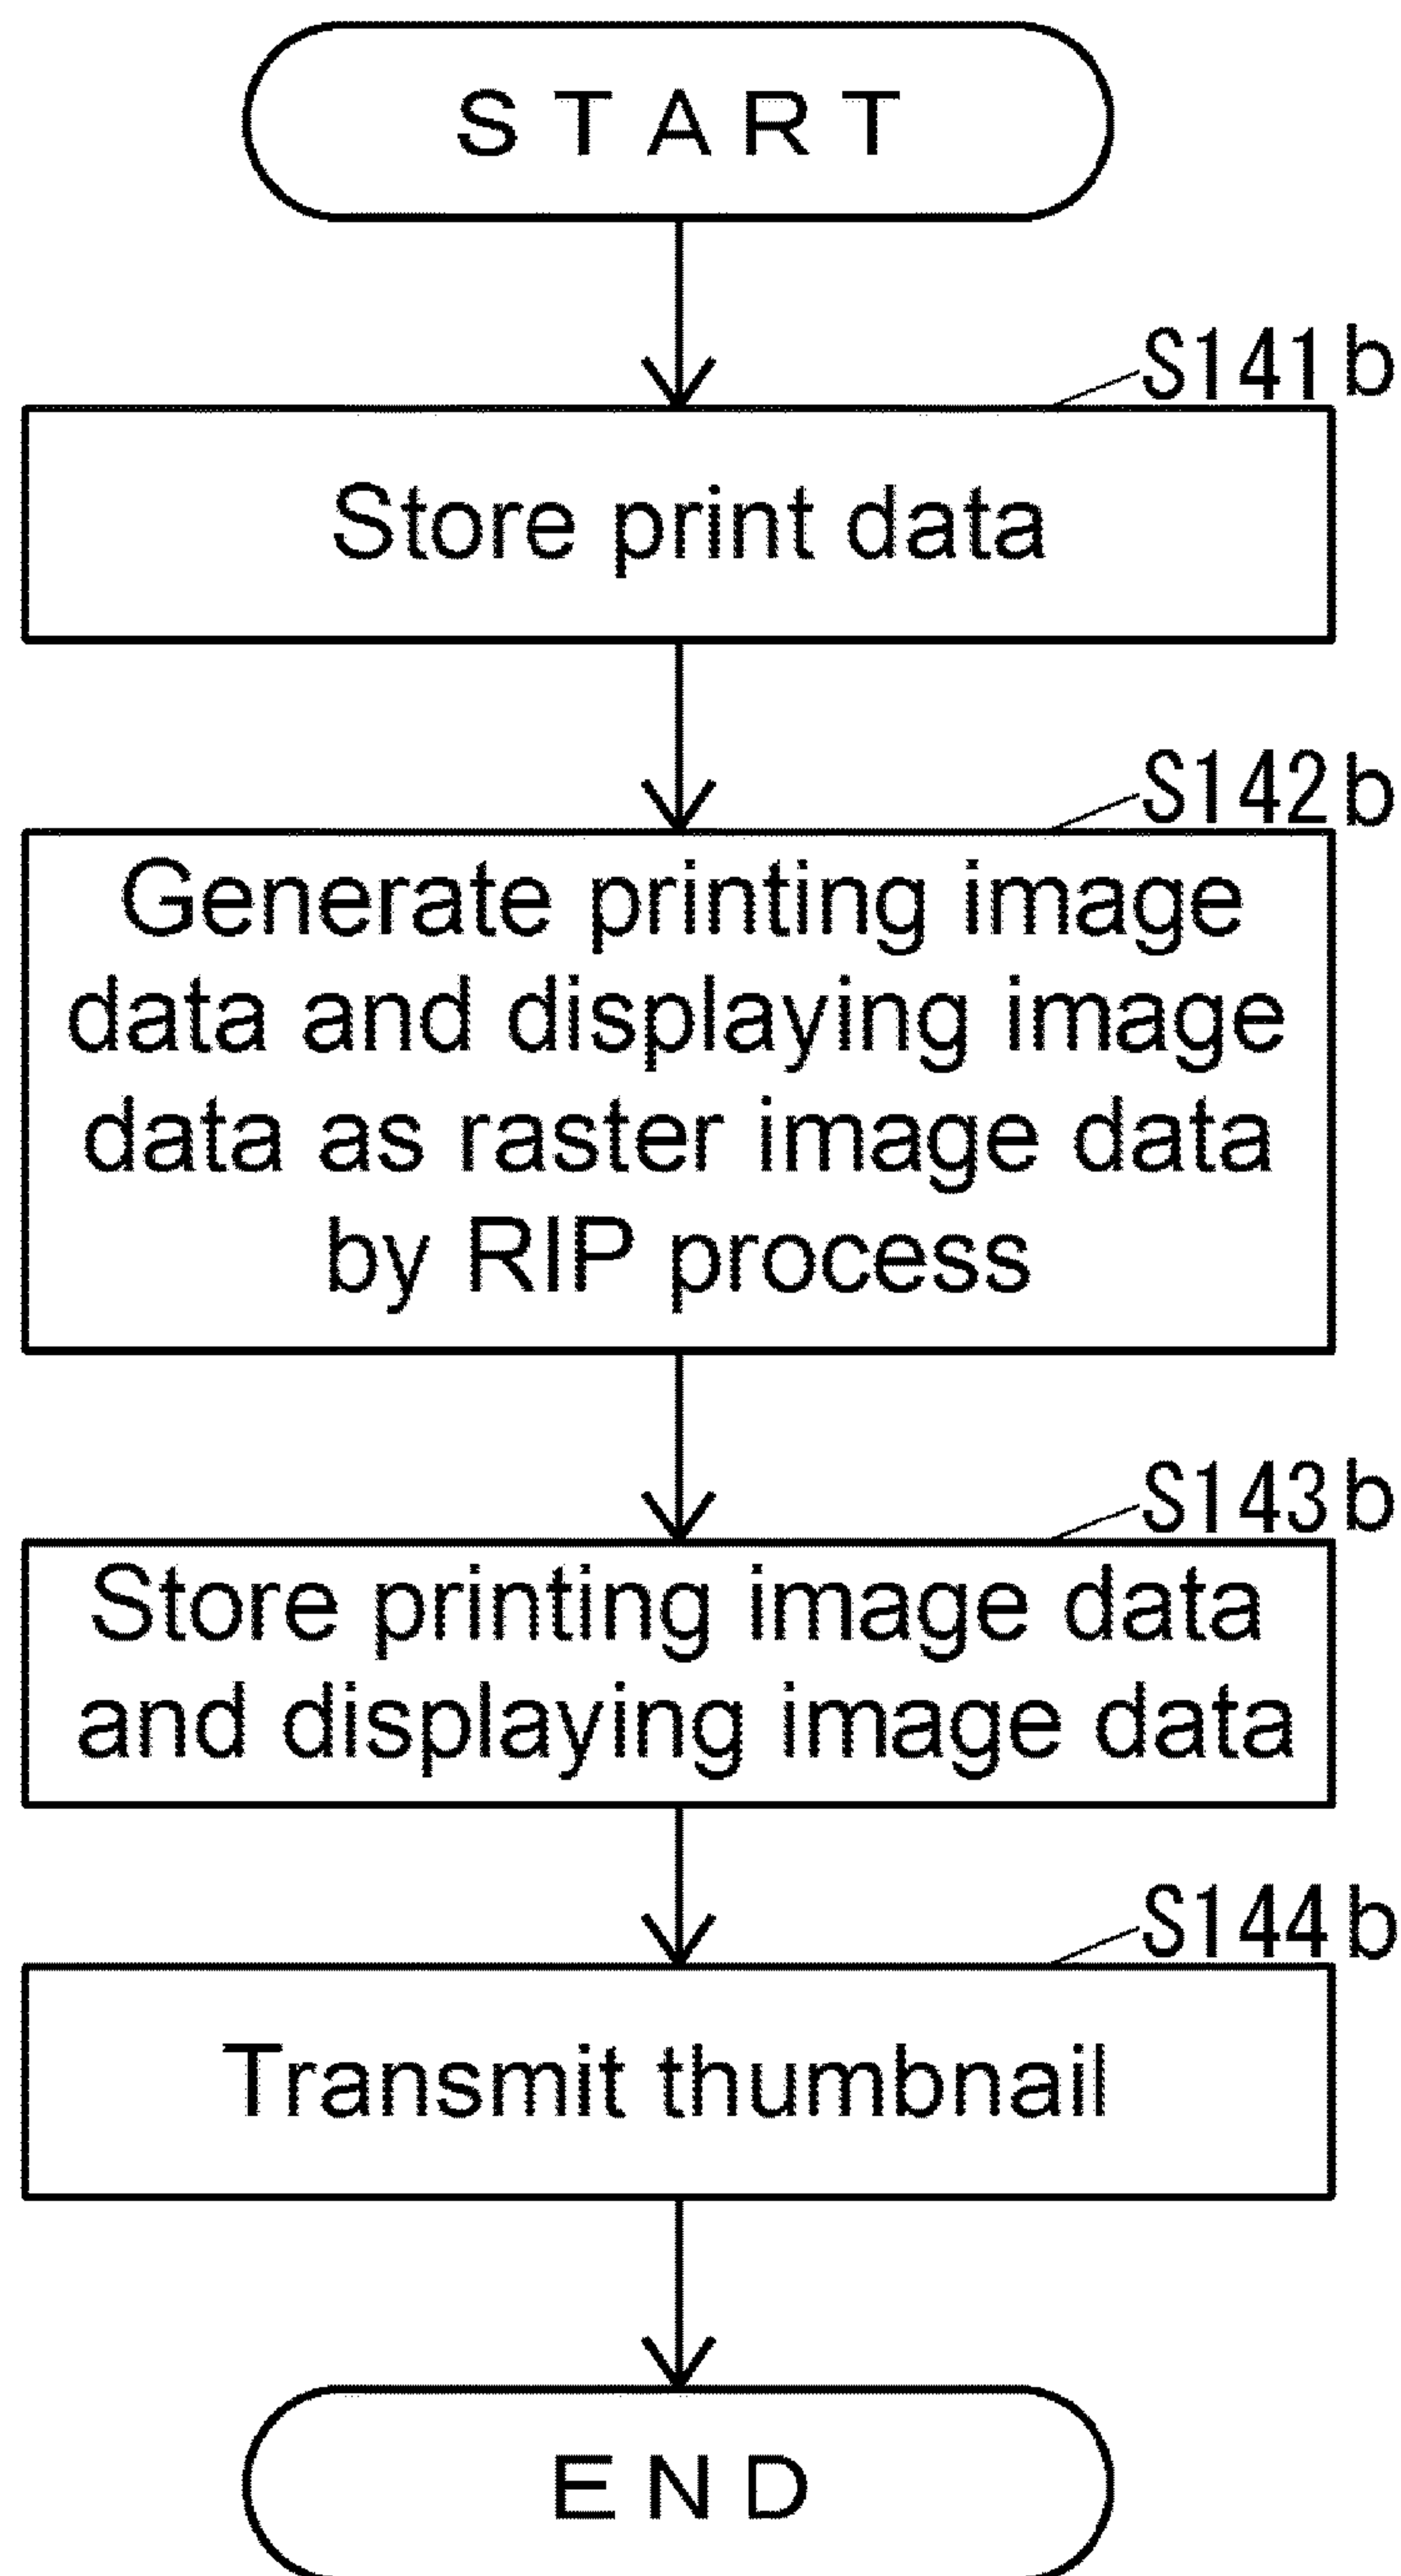 START
S141b
Store print data
S142b
Generate printing image
data and displaying image
data as raster image data
by RIP process
S143b
Store printing image data
and displaying image data
S144b
Transmit thumbnail
END